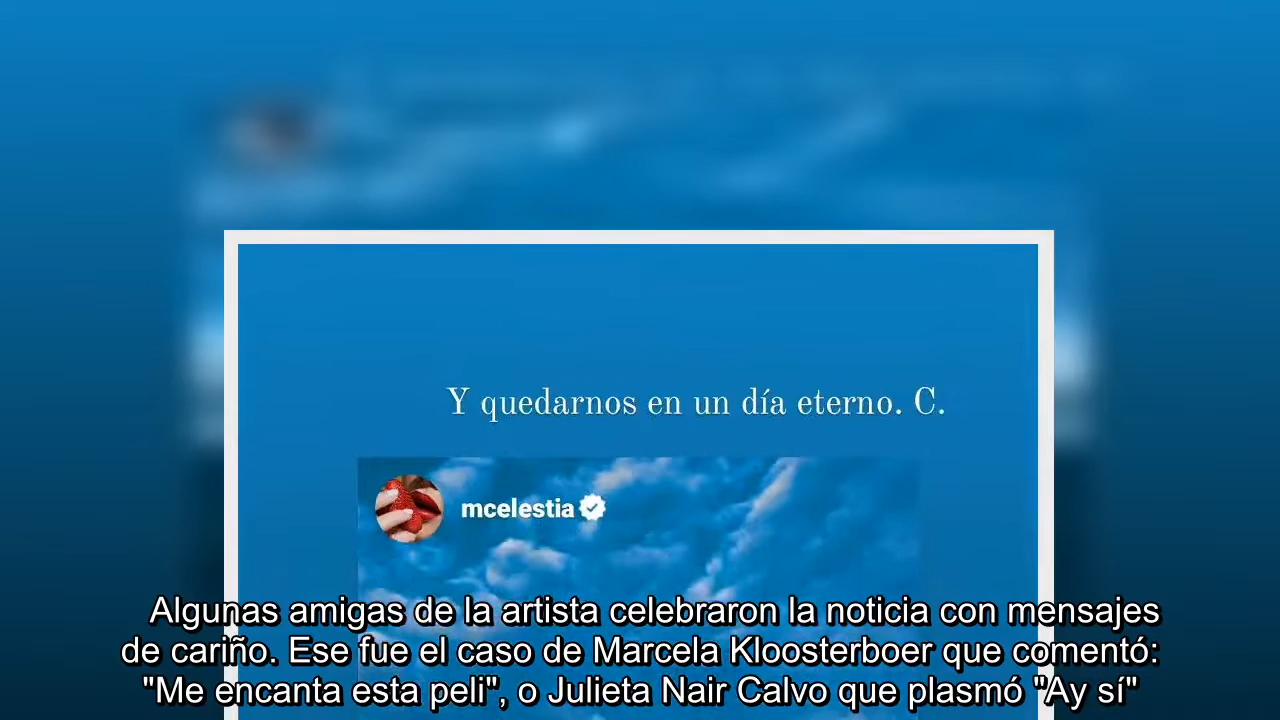 Y quedarnos en un día eterno. C.
mcelestia
Algunas amigas de la artista celebraron la noticia con mensajes
de cariño. Ese fue el caso de Marcela Kloosterboer que comentó:
"Me encanta esta peli", o Julieta Nair Calvo que plasmó "Ay sí"